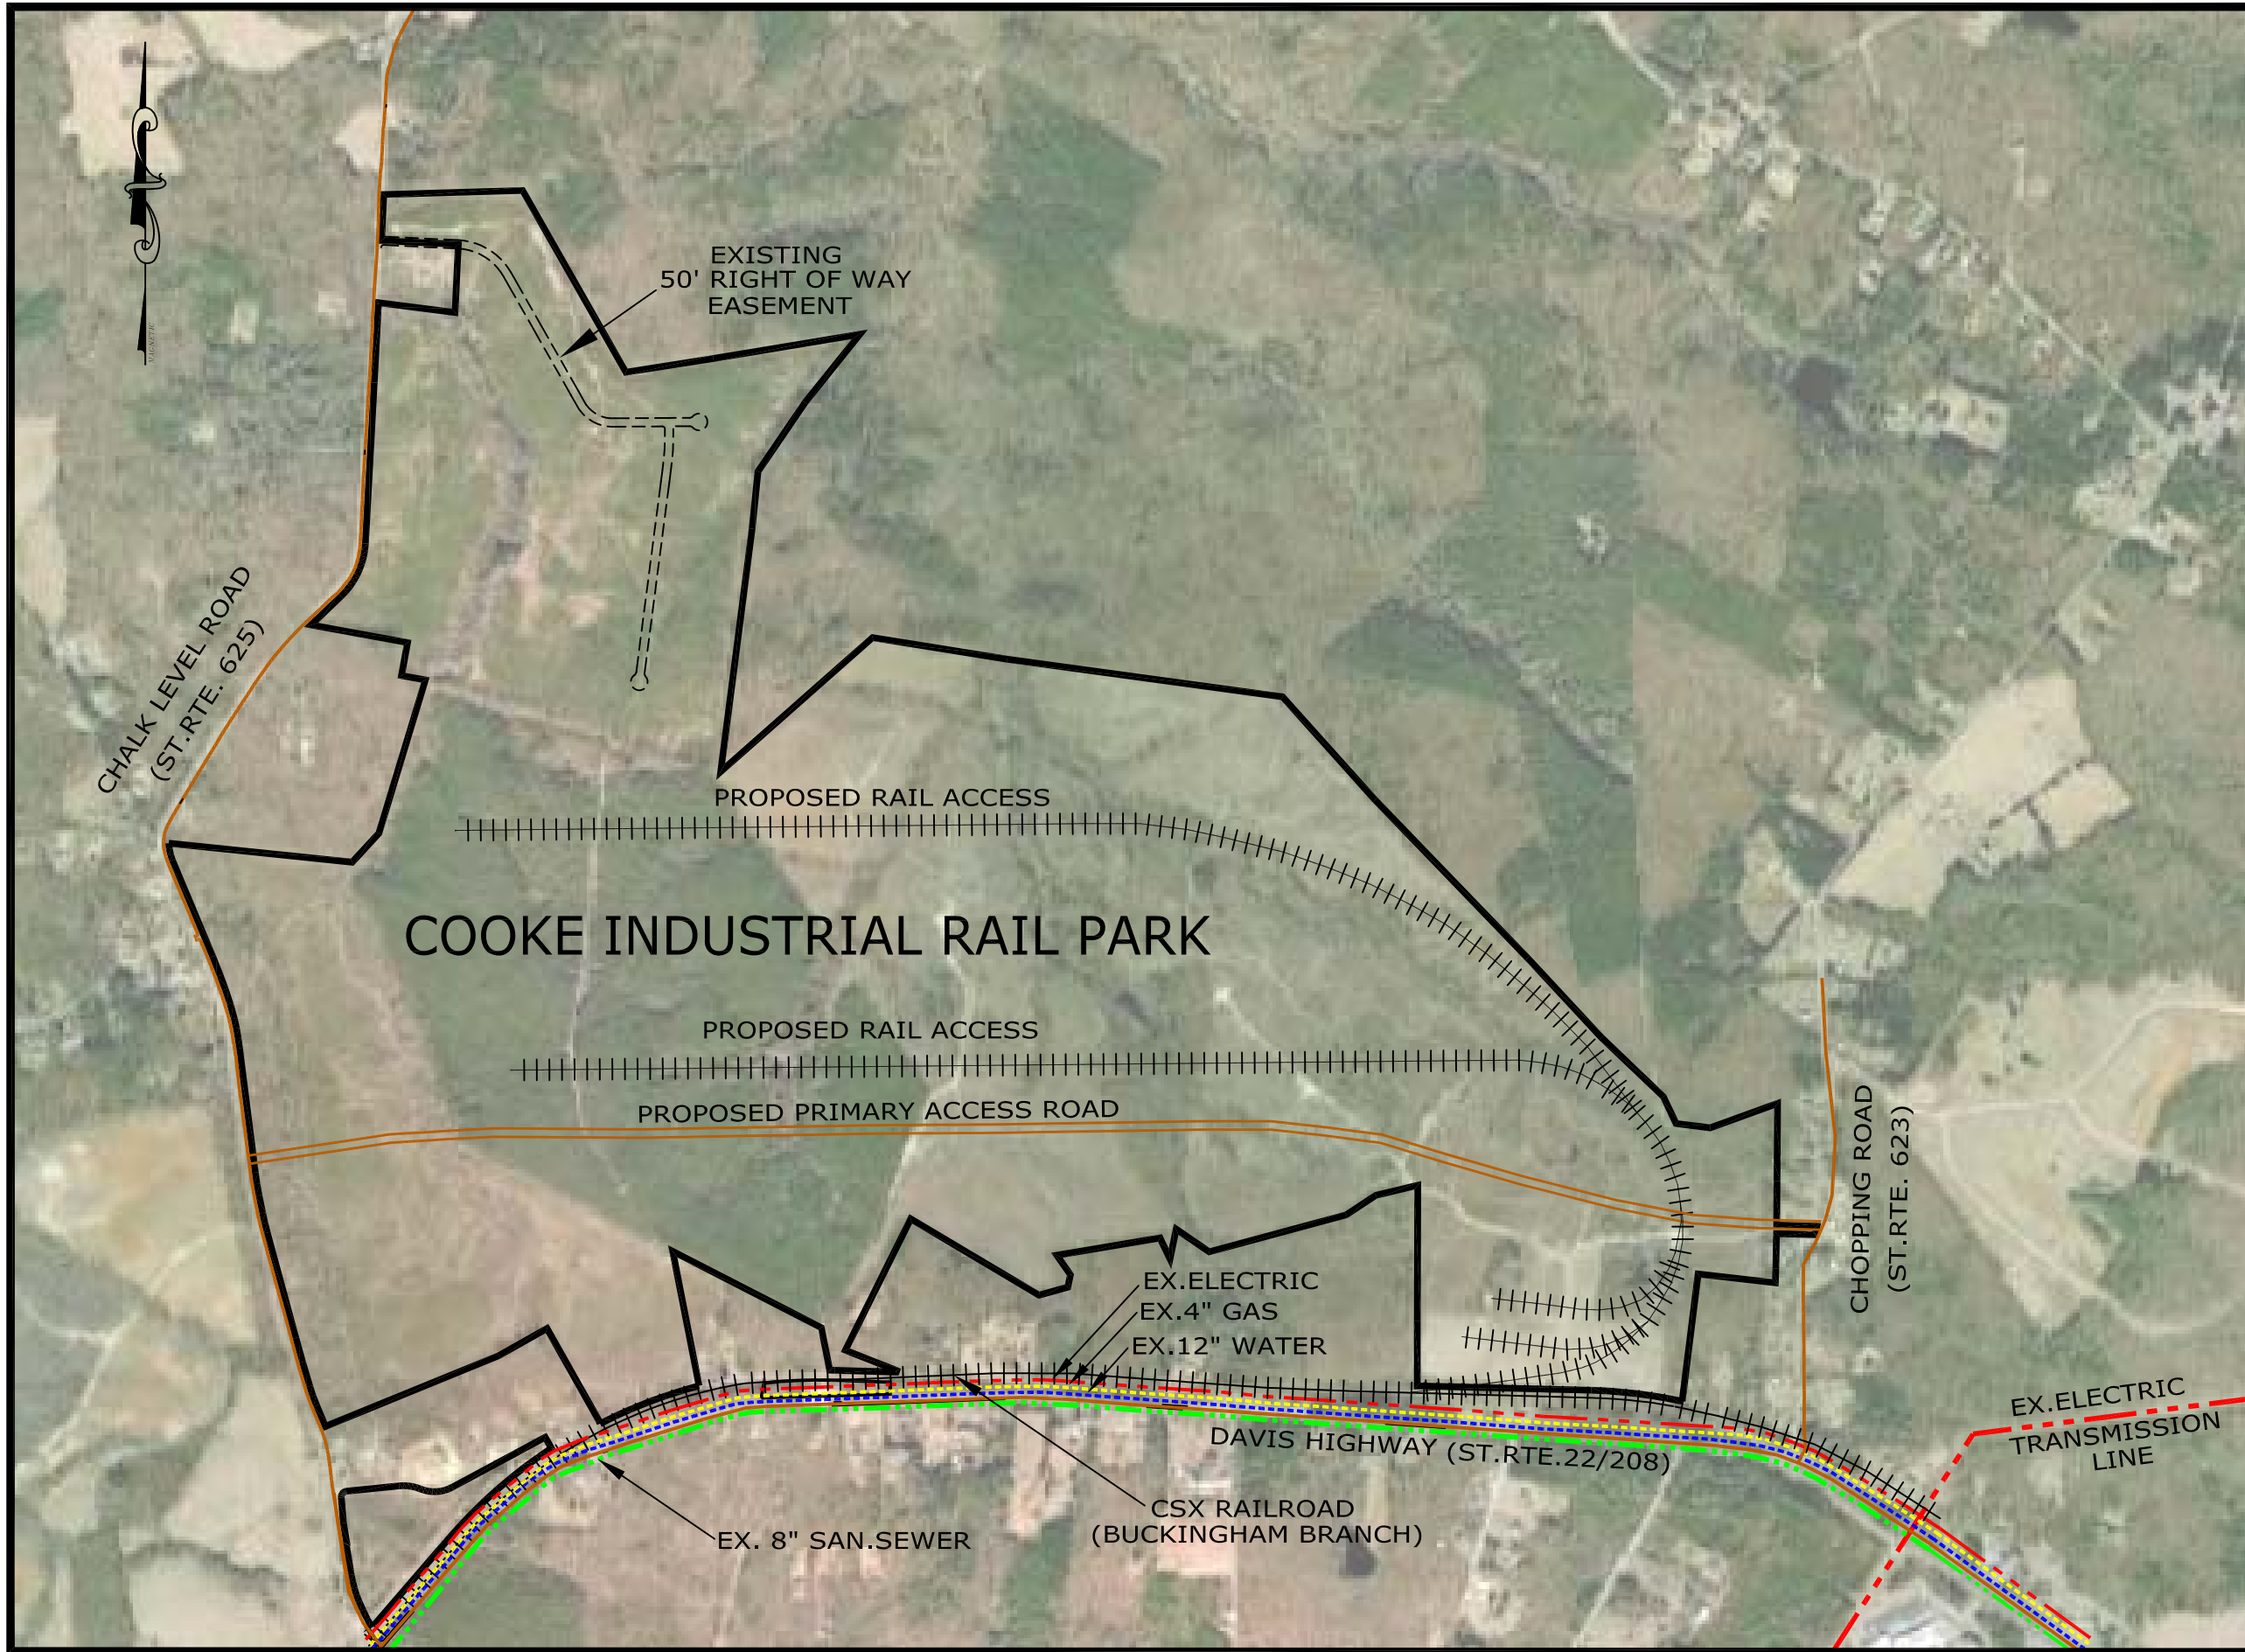 EXISTING
50' RIGHT OF WAY
EASEMENT
CHALK LEVEL ROAD
(ST.RTE. 625)
PROPOSED RAIL ACCESS
COOKE INDUSTRIAL RAIL PARK
PROPOSED RAIL ACCESS
PROPOSED PRIMARY ACCESS ROAD
CHOPPING ROAD
(ST.RTE. 623)
EX.ELECTRIC
EX.4" GAS
EX.12" WATER
DAVIS HIGHWAY (ST.RTE.22/208)
EX.ELECTRIC
TRANSMISSION
LINE
CSX RAILROAD
(BUCKINGHAM BRANCH)
EX. 8" SAN.SEWER